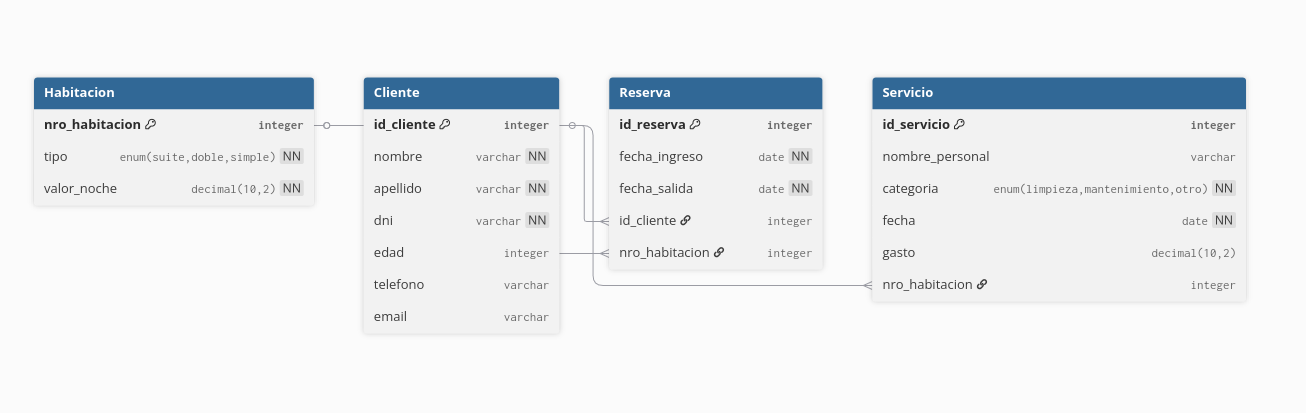 Habitacion
nro_habitacion integer
tipo enum(suite,doble,simple) NN
valor_noche decimal(10,2) NN
Cliente
id_cliente integer
nombre varchar NN
apellido varchar NN
dni varchar NN
edad integer
telefono varchar
email varchar
Reserva
id_reserva integer
fecha_ingreso date NN
fecha_salida date NN
id_cliente integer
nro_habitacion integer
Servicio
id_servicio integer
nombre_personal varchar
categoria enum(limpieza,mantenimiento,otro) NN
fecha date NN
gasto decimal(10,2)
nro_habitacion integer